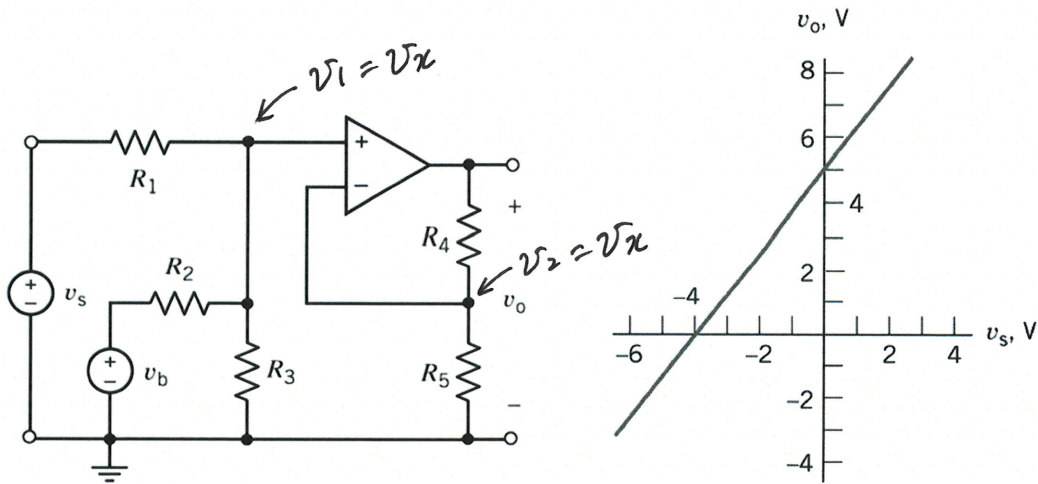 v₁ = vₓ
+
R₁
−
+
R₄
v₂ = vₓ
R₂
+
−
vₛ
vₒ
+
−
v_b
R₃
R₅
−
vₒ, V
8
6
4
2
−4
−6
−2
2
4
vₛ, V
−2
−4